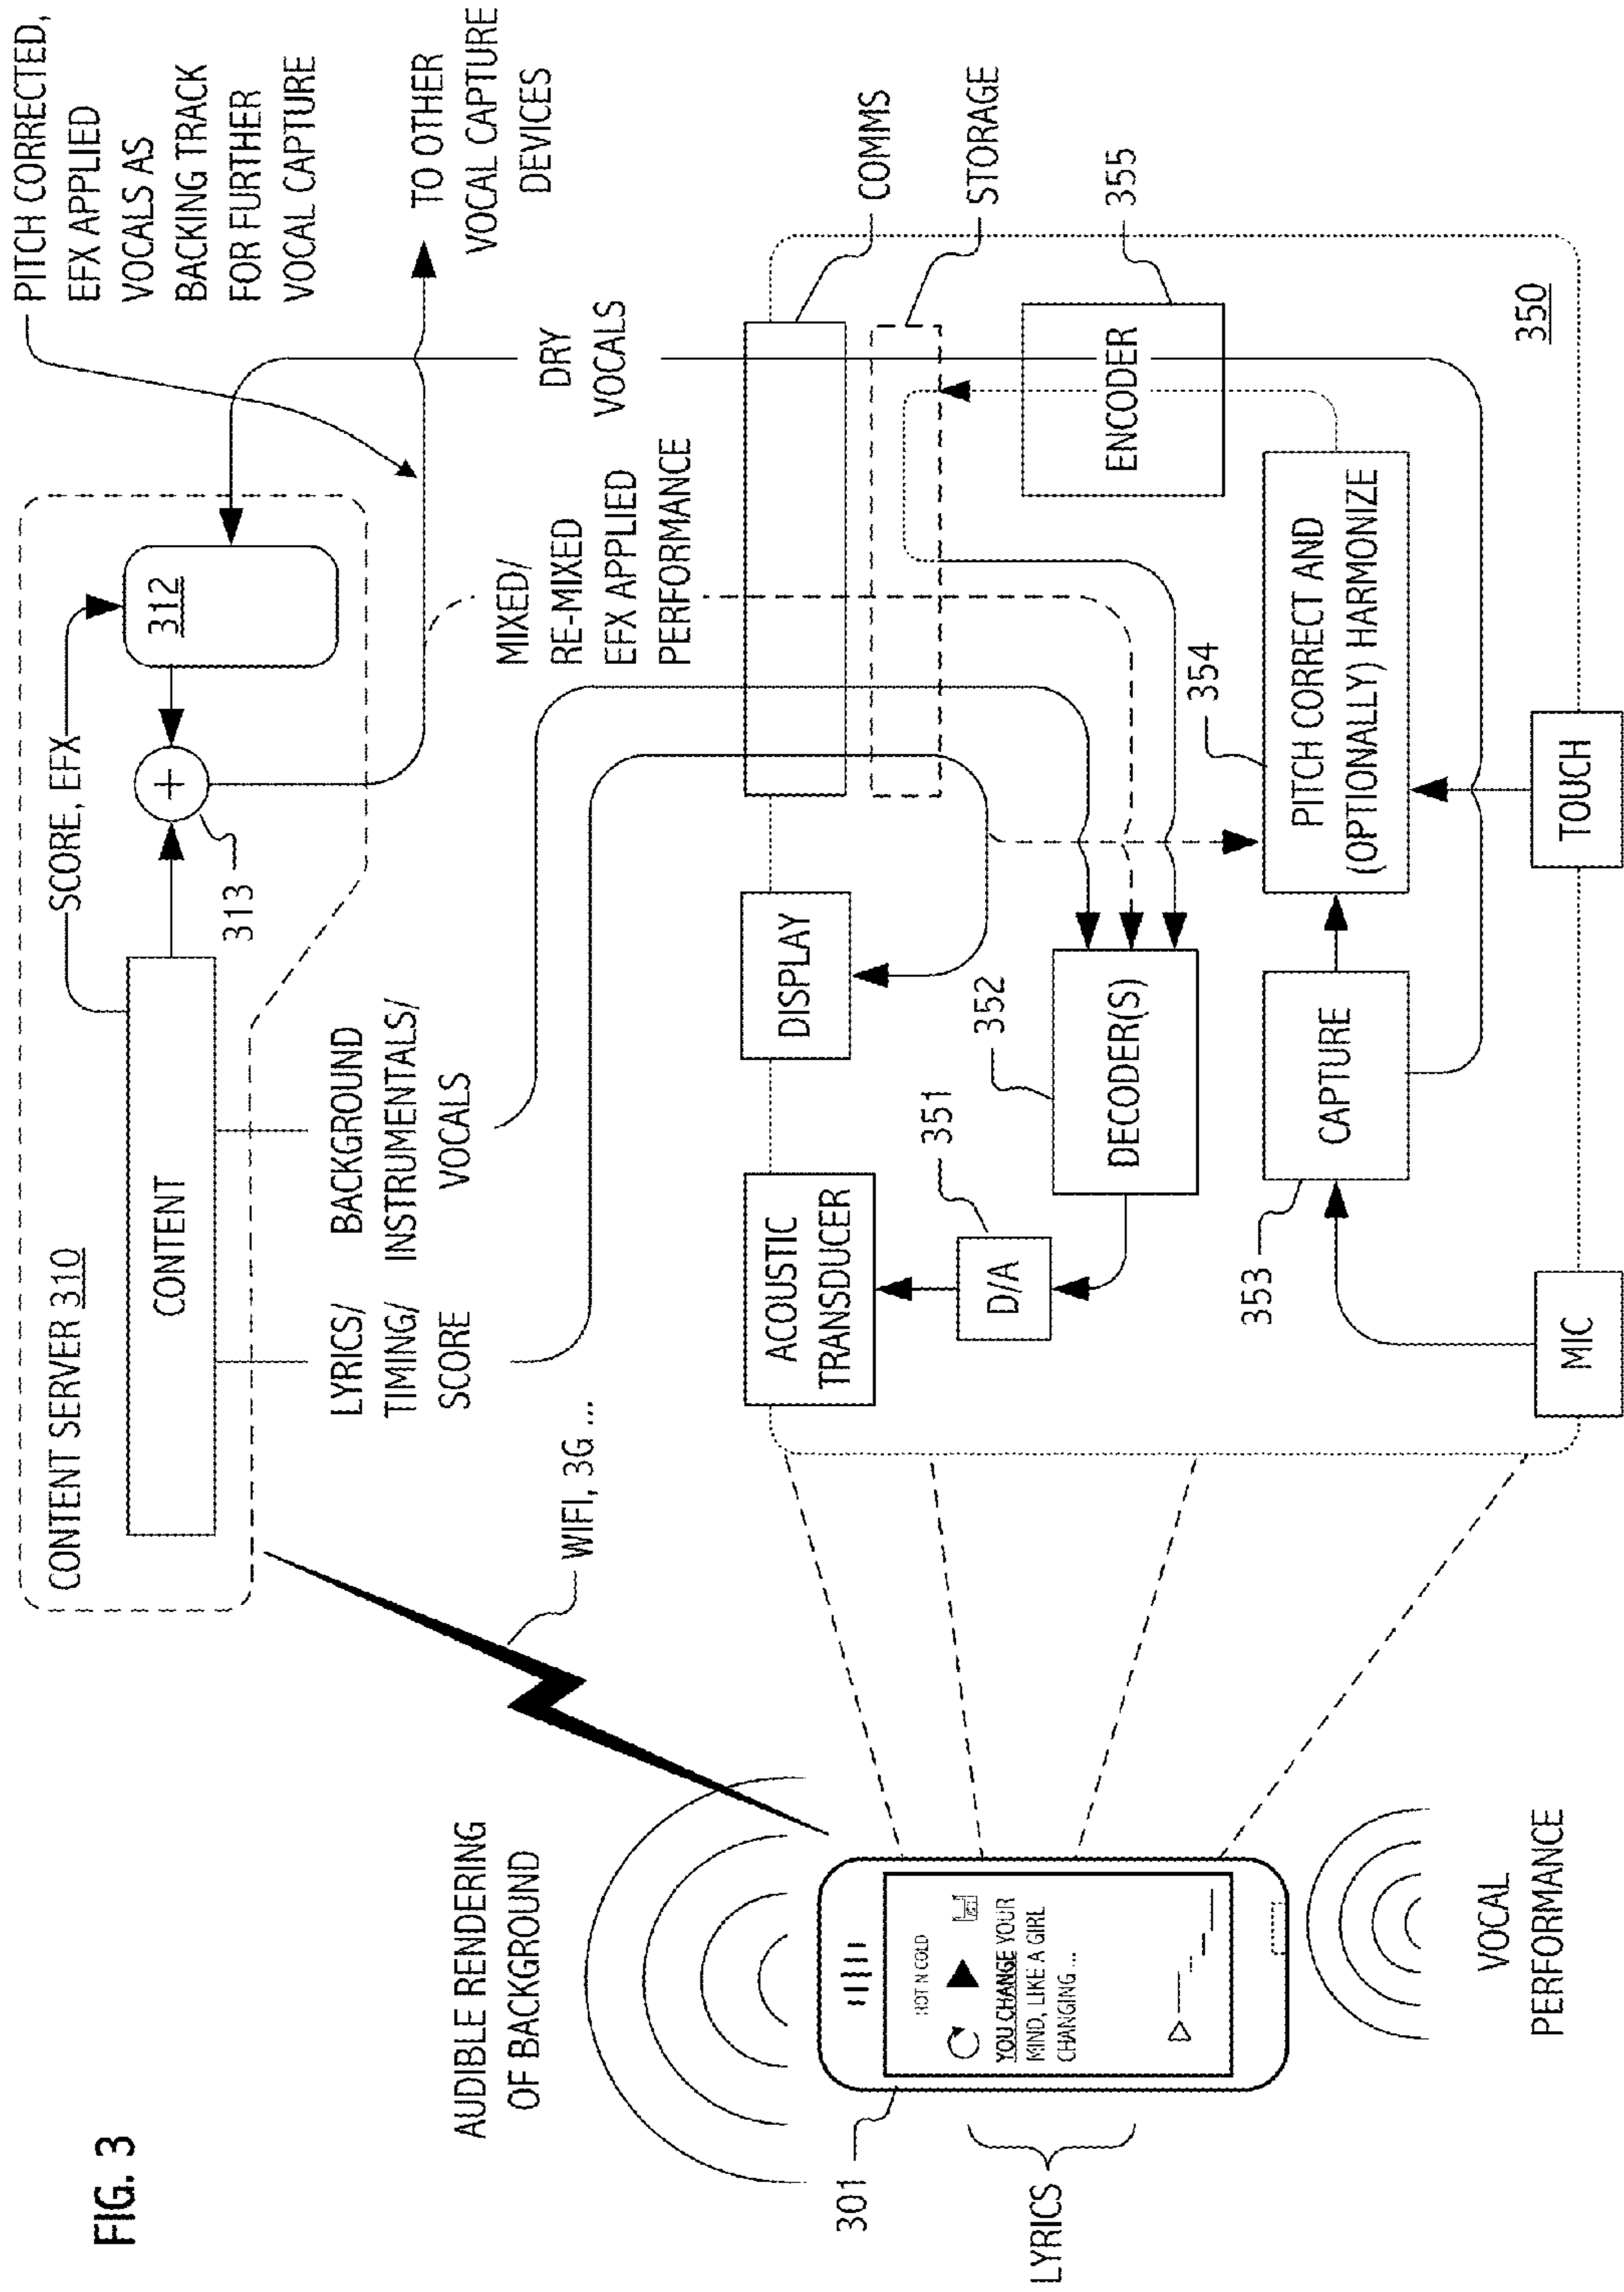 FIG. 3
CONTENT SERVER 310
CONTENT
SCORE, EFX
312
+
313
PITCH CORRECTED,
EFX APPLIED
VOCALS AS
BACKING TRACK
FOR FURTHER
VOCAL CAPTURE
TO OTHER
VOCAL CAPTURE
DEVICES
LYRICS/
TIMING/
SCORE
BACKGROUND
INSTRUMENTALS/
VOCALS
MIXED/
RE-MIXED
EFX APPLIED
PERFORMANCE
DRY
VOCALS
WIFI, 3G ...
AUDIBLE RENDERING
OF BACKGROUND
301
LYRICS
HOT N COLD
YOU CHANGE YOUR
MIND, LIKE A GIRL
CHANGING ...
VOCAL
PERFORMANCE
ACOUSTIC
TRANSDUCER
DISPLAY
COMMS
STORAGE
D/A
351
DECODER(S)
352
ENCODER
355
353
CAPTURE
354
PITCH CORRECT AND
(OPTIONALLY) HARMONIZE
350
MIC
TOUCH